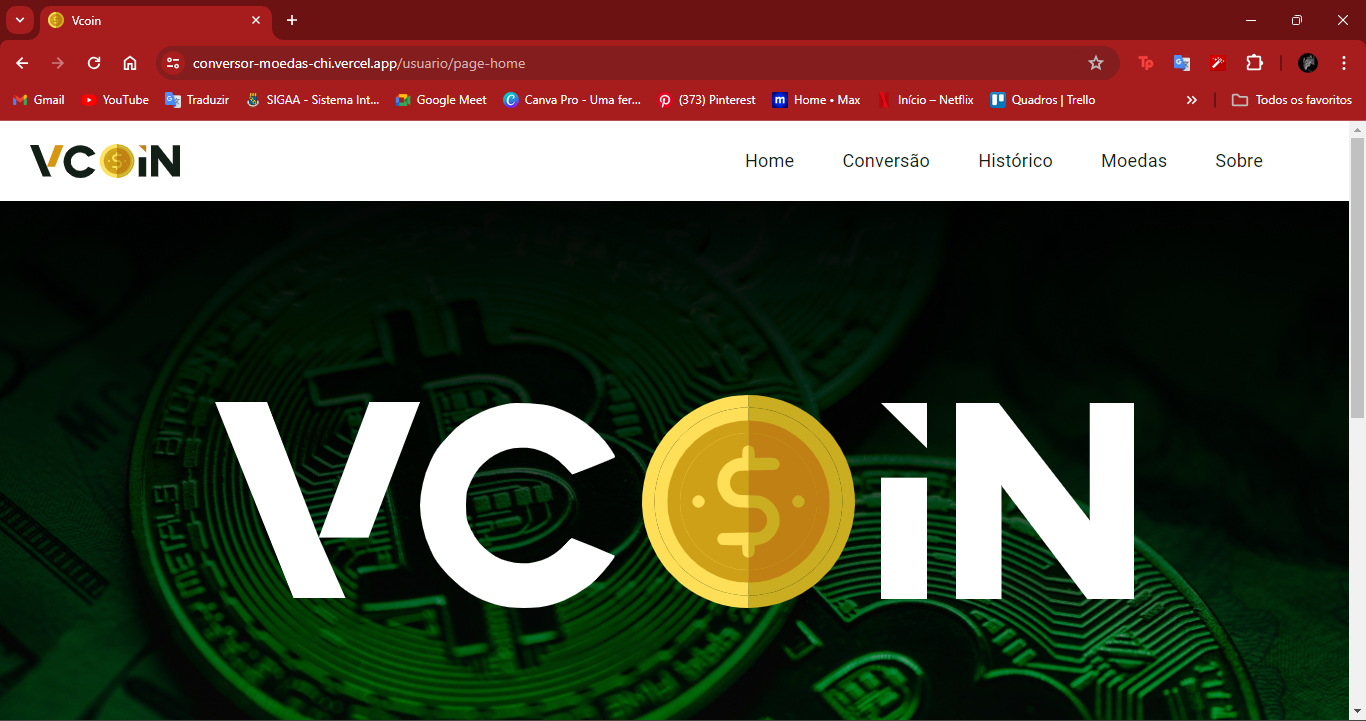 Vcoin
conversor-moedas-chi.vercel.app/usuario/page-home
Gmail YouTube Traduzir SIGAA - Sistema Int... Google Meet Canva Pro - Uma fer... (373) Pinterest Home • Max Início – Netflix Quadros | Trello » Todos os favoritos
VCOiN Home Conversão Histórico Moedas Sobre
VCOiN